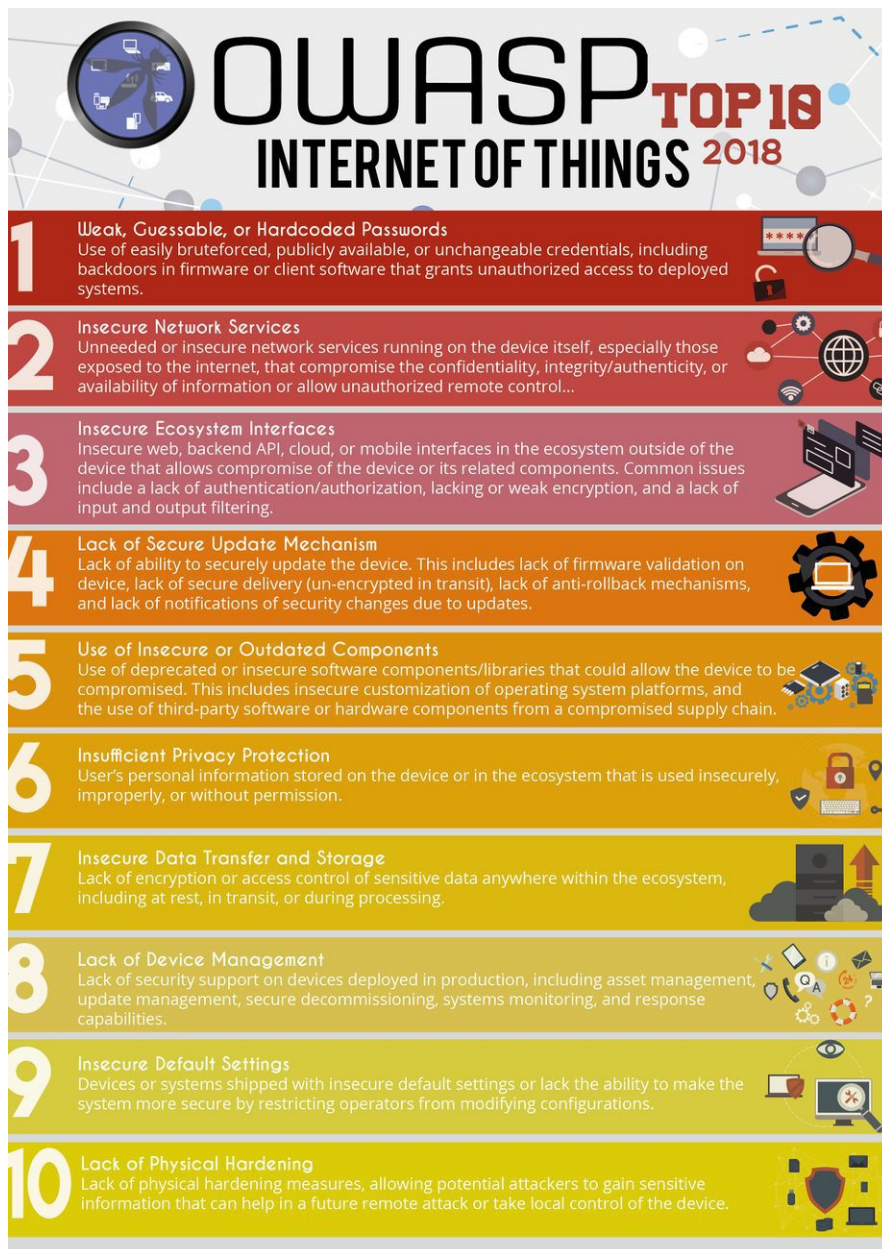 OWASP TOP 10
INTERNET OF THINGS 2018
1
Weak, Guessable, or Hardcoded Passwords
Use of easily bruteforced, publicly available, or unchangeable credentials, including
backdoors in firmware or client software that grants unauthorized access to deployed
systems.
****
2
Insecure Network Services
Unneeded or insecure network services running on the device itself, especially those
exposed to the internet, that compromise the confidentiality, integrity/authenticity, or
availability of information or allow unauthorized remote control...
3
Insecure Ecosystem Interfaces
Insecure web, backend API, cloud, or mobile interfaces in the ecosystem outside of the
device that allows compromise of the device or its related components. Common issues
include a lack of authentication/authorization, lacking or weak encryption, and a lack of
input and output filtering.
4
Lack of Secure Update Mechanism
Lack of ability to securely update the device. This includes lack of firmware validation on
device, lack of secure delivery (un-encrypted in transit), lack of anti-rollback mechanisms,
and lack of notifications of security changes due to updates.
5
Use of Insecure or Outdated Components
Use of deprecated or insecure software components/libraries that could allow the device to be
compromised. This includes insecure customization of operating system platforms, and
the use of third-party software or hardware components from a compromised supply chain.
6
Insufficient Privacy Protection
User's personal information stored on the device or in the ecosystem that is used insecurely,
improperly, or without permission.
7
Insecure Data Transfer and Storage
Lack of encryption or access control of sensitive data anywhere within the ecosystem,
including at rest, in transit, or during processing.
8
Lack of Device Management
Lack of security support on devices deployed in production, including asset management,
update management, secure decommissioning, systems monitoring, and response
capabilities.
i
Q A
24
?
9
Insecure Default Settings
Devices or systems shipped with insecure default settings or lack the ability to make the
system more secure by restricting operators from modifying configurations.
10
Lack of Physical Hardening
Lack of physical hardening measures, allowing potential attackers to gain sensitive
information that can help in a future remote attack or take local control of the device.